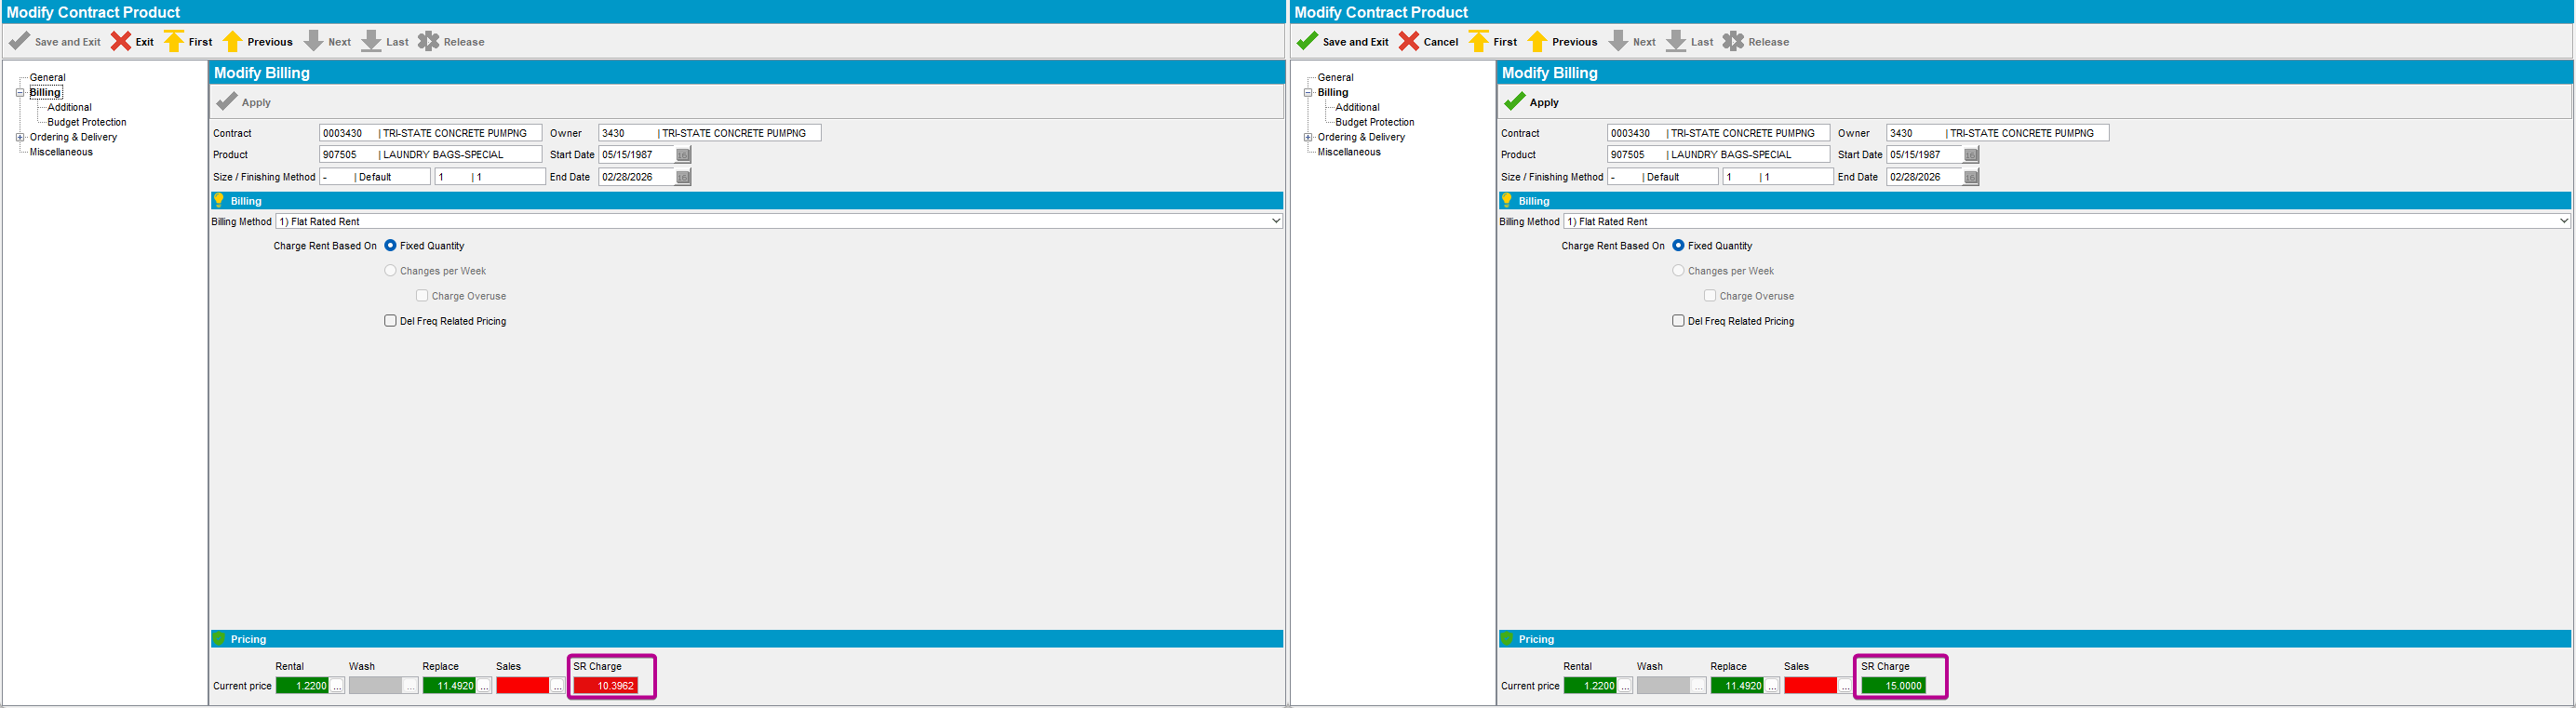 Modify Contract Product
Save and Exit Exit First Previous Next Last Release
General
Billing
Additional
Budget Protection
Ordering & Delivery
Miscellaneous
Modify Billing
Apply
Contract 0003430 | TRI-STATE CONCRETE PUMPNG Owner 3430 | TRI-STATE CONCRETE PUMPNG
Product 907505 | LAUNDRY BAGS-SPECIAL Start Date 05/15/1987
Size / Finishing Method - | Default 1 | 1 End Date 02/28/2026
Billing
Billing Method 1) Flat Rated Rent
Charge Rent Based On Fixed Quantity
Changes per Week
Charge Overuse
Del Freq Related Pricing
Pricing
Rental Wash Replace Sales SR Charge
Current price 1.2200 ... ... 11.4920 ... ... 10.3962
Modify Contract Product
Save and Exit Cancel First Previous Next Last Release
General
Billing
Additional
Budget Protection
Ordering & Delivery
Miscellaneous
Modify Billing
Apply
Contract 0003430 | TRI-STATE CONCRETE PUMPNG Owner 3430 | TRI-STATE CONCRETE PUMPNG
Product 907505 | LAUNDRY BAGS-SPECIAL Start Date 05/15/1987
Size / Finishing Method - | Default 1 | 1 End Date 02/28/2026
Billing
Billing Method 1) Flat Rated Rent
Charge Rent Based On Fixed Quantity
Changes per Week
Charge Overuse
Del Freq Related Pricing
Pricing
Rental Wash Replace Sales SR Charge
Current price 1.2200 ... ... 11.4920 ... ... 15.0000